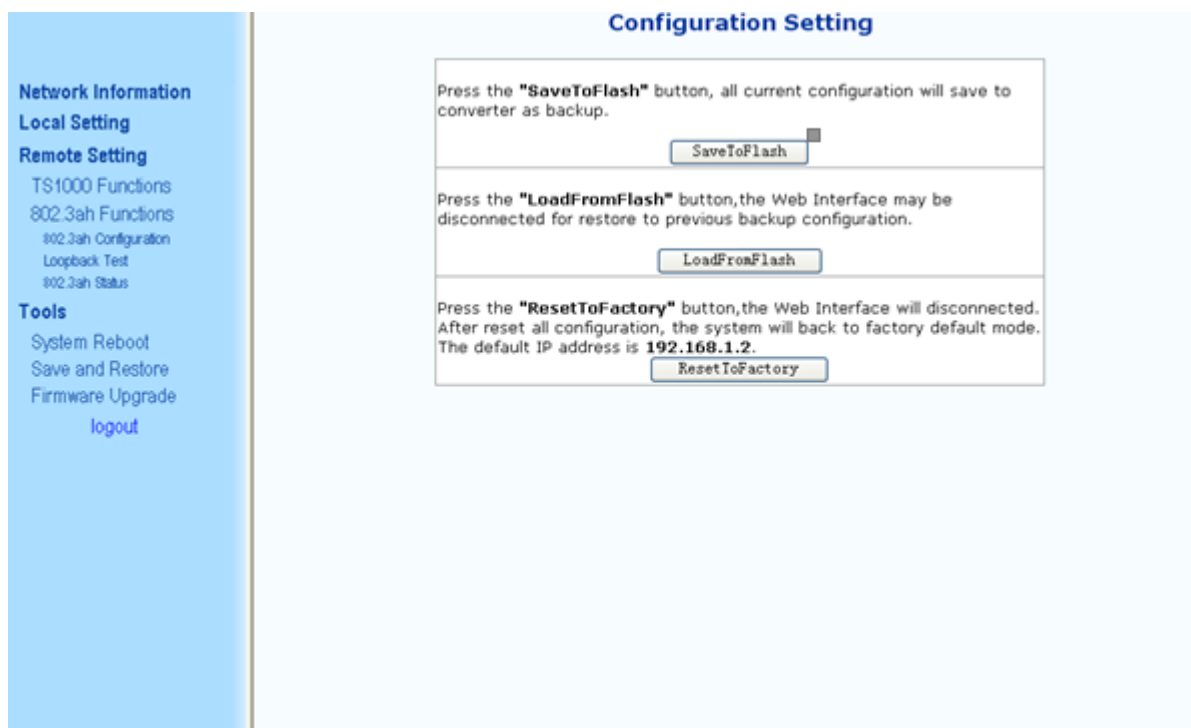 Configuration Setting
Network Information
Local Setting
Remote Setting
TS1000 Functions
802.3ah Functions
802.3ah Configuration
Loopback Test
802.3ah Status
Tools
System Reboot
Save and Restore
Firmware Upgrade
logout
Press the "SaveToFlash" button, all current configuration will save to
converter as backup.
SaveToFlash
Press the "LoadFromFlash" button,the Web Interface may be
disconnected for restore to previous backup configuration.
LoadFromFlash
Press the "ResetToFactory" button,the Web Interface will disconnected.
After reset all configuration, the system will back to factory default mode.
The default IP address is 192.168.1.2.
ResetToFactory